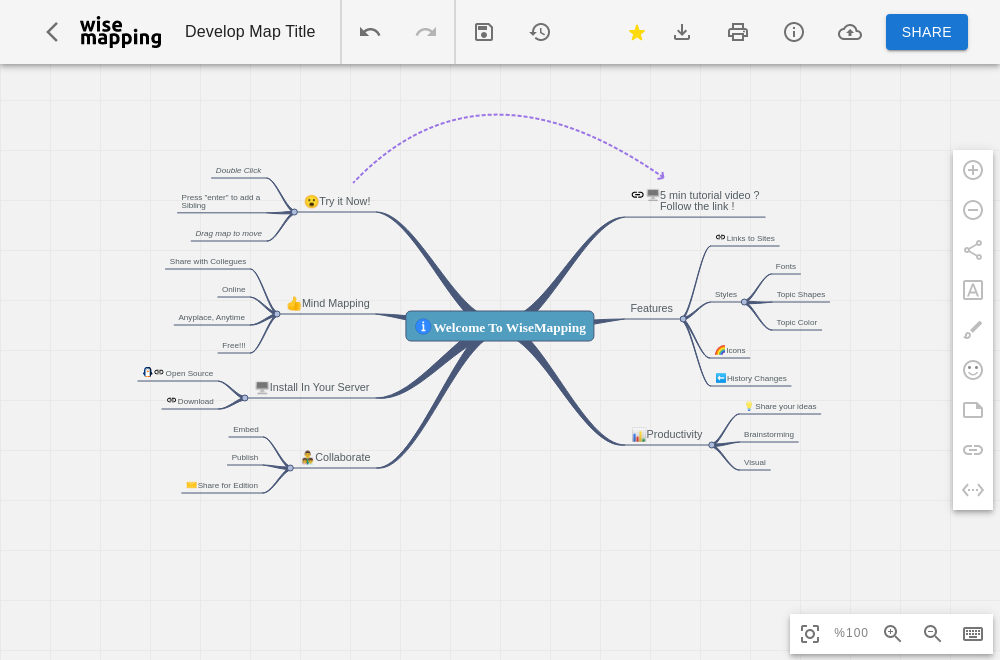 wise
mapping
Develop Map Title
SHARE
Double Click
Press "enter" to add a
Sibling
Drag map to move
Try it Now!
5 min tutorial video ?
Follow the link !
Share with Collegues
Online
Anyplace, Anytime
Free!!!
Mind Mapping
Welcome To WiseMapping
Features
Links to Sites
Styles
Fonts
Topic Shapes
Topic Color
Icons
History Changes
Open Source
Download
Install In Your Server
Embed
Publish
Share for Edition
Collaborate
Productivity
Share your ideas
Brainstorming
Visual
A
%100